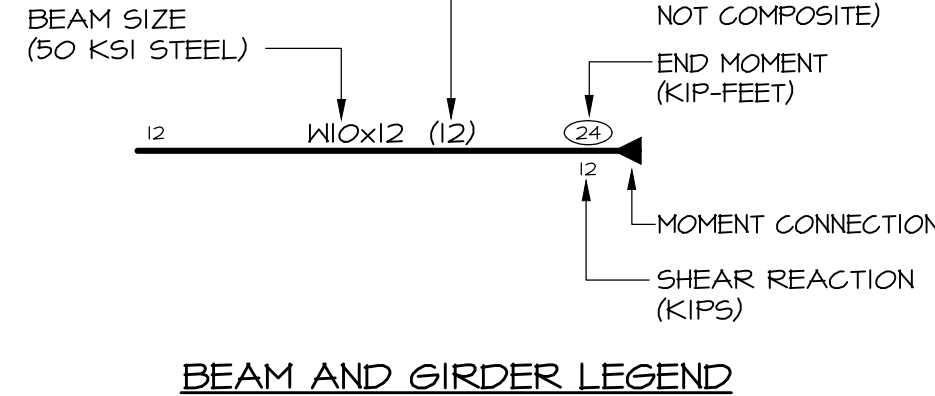 BEAM SIZE
(50 KSI STEEL)
NOT COMPOSITE)
END MOMENT
(KIP-FEET)
12 W10x12 (12) 24
12
MOMENT CONNECTION
SHEAR REACTION
(KIPS)
BEAM AND GIRDER LEGEND